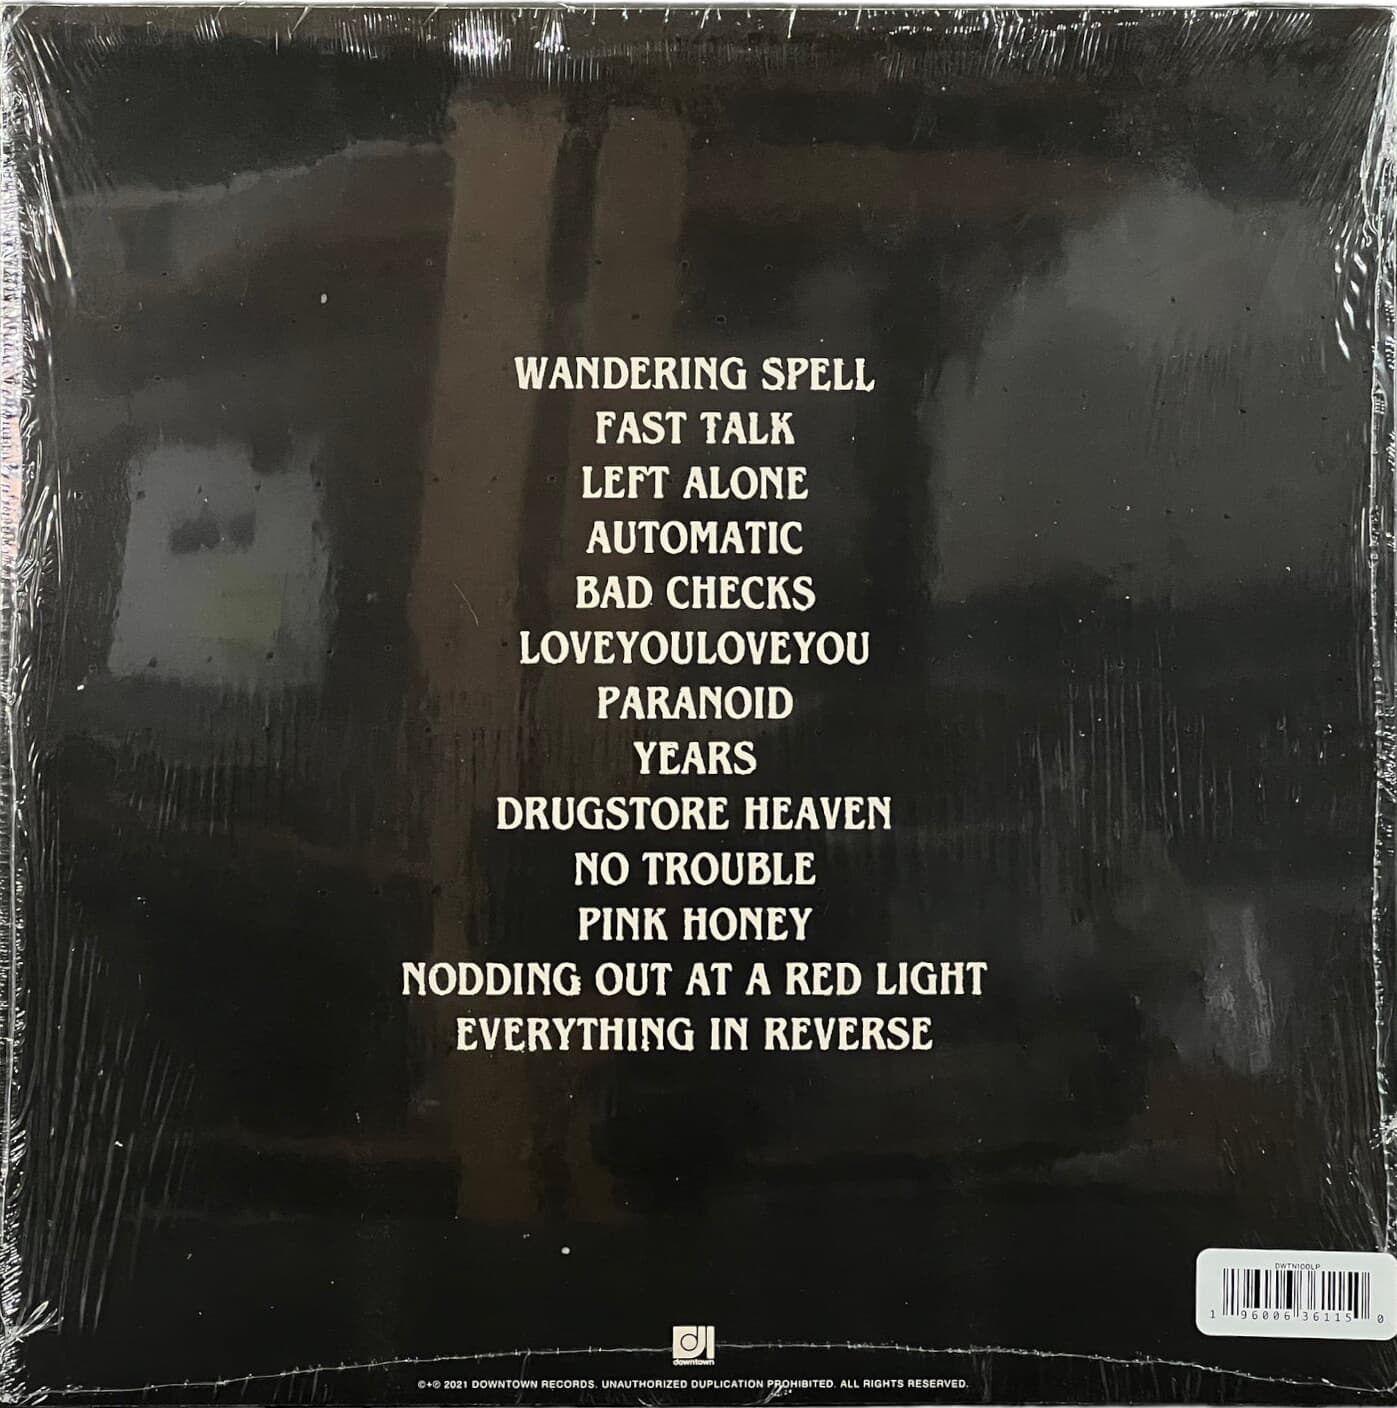 WANDERING SPELL
FAST TALK
LEFT ALONE
AUTOMATIC
BAD CHECKS
LOVEYOULOVEYOU
PARANOID
YEARS
DRUGSTORE HEAVEN
NO TROUBLE
PINK HONEY
NODDING OUT AT A RED LIGHT
EVERYTHING IN REVERSE
DWTN100LP
1 96006 36115 0
downtown
©+℗ 2021 DOWNTOWN RECORDS. UNAUTHORIZED DUPLICATION PROHIBITED. ALL RIGHTS RESERVED.